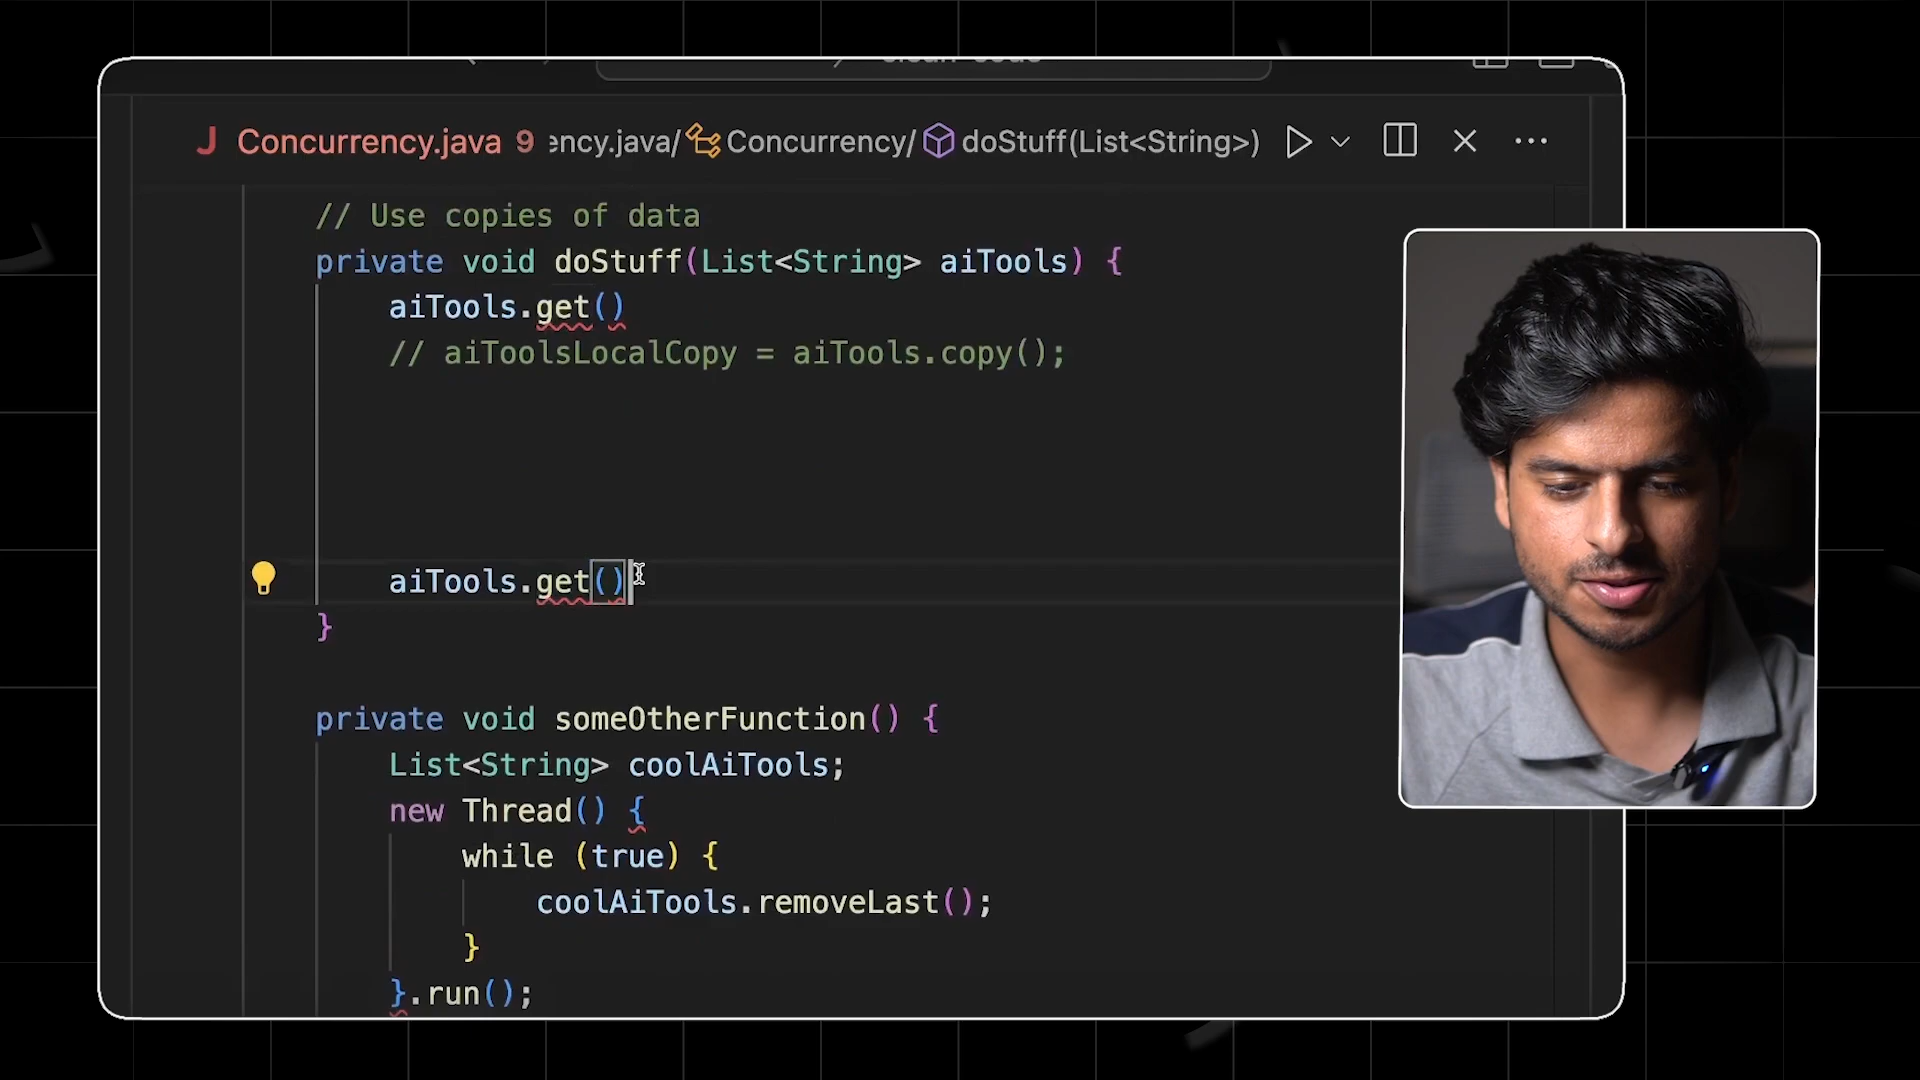 Concurrency.java 9 ency.java/ Concurrency/ doStuff(List<String>)
// Use copies of data
private void doStuff(List<String> aiTools) {
aiTools.get()
// aiToolsLocalCopy = aiTools.copy();
aiTools.get()
}
private void someOtherFunction() {
List<String> coolAiTools;
new Thread() {
while (true) {
coolAiTools.removeLast();
}
}.run();